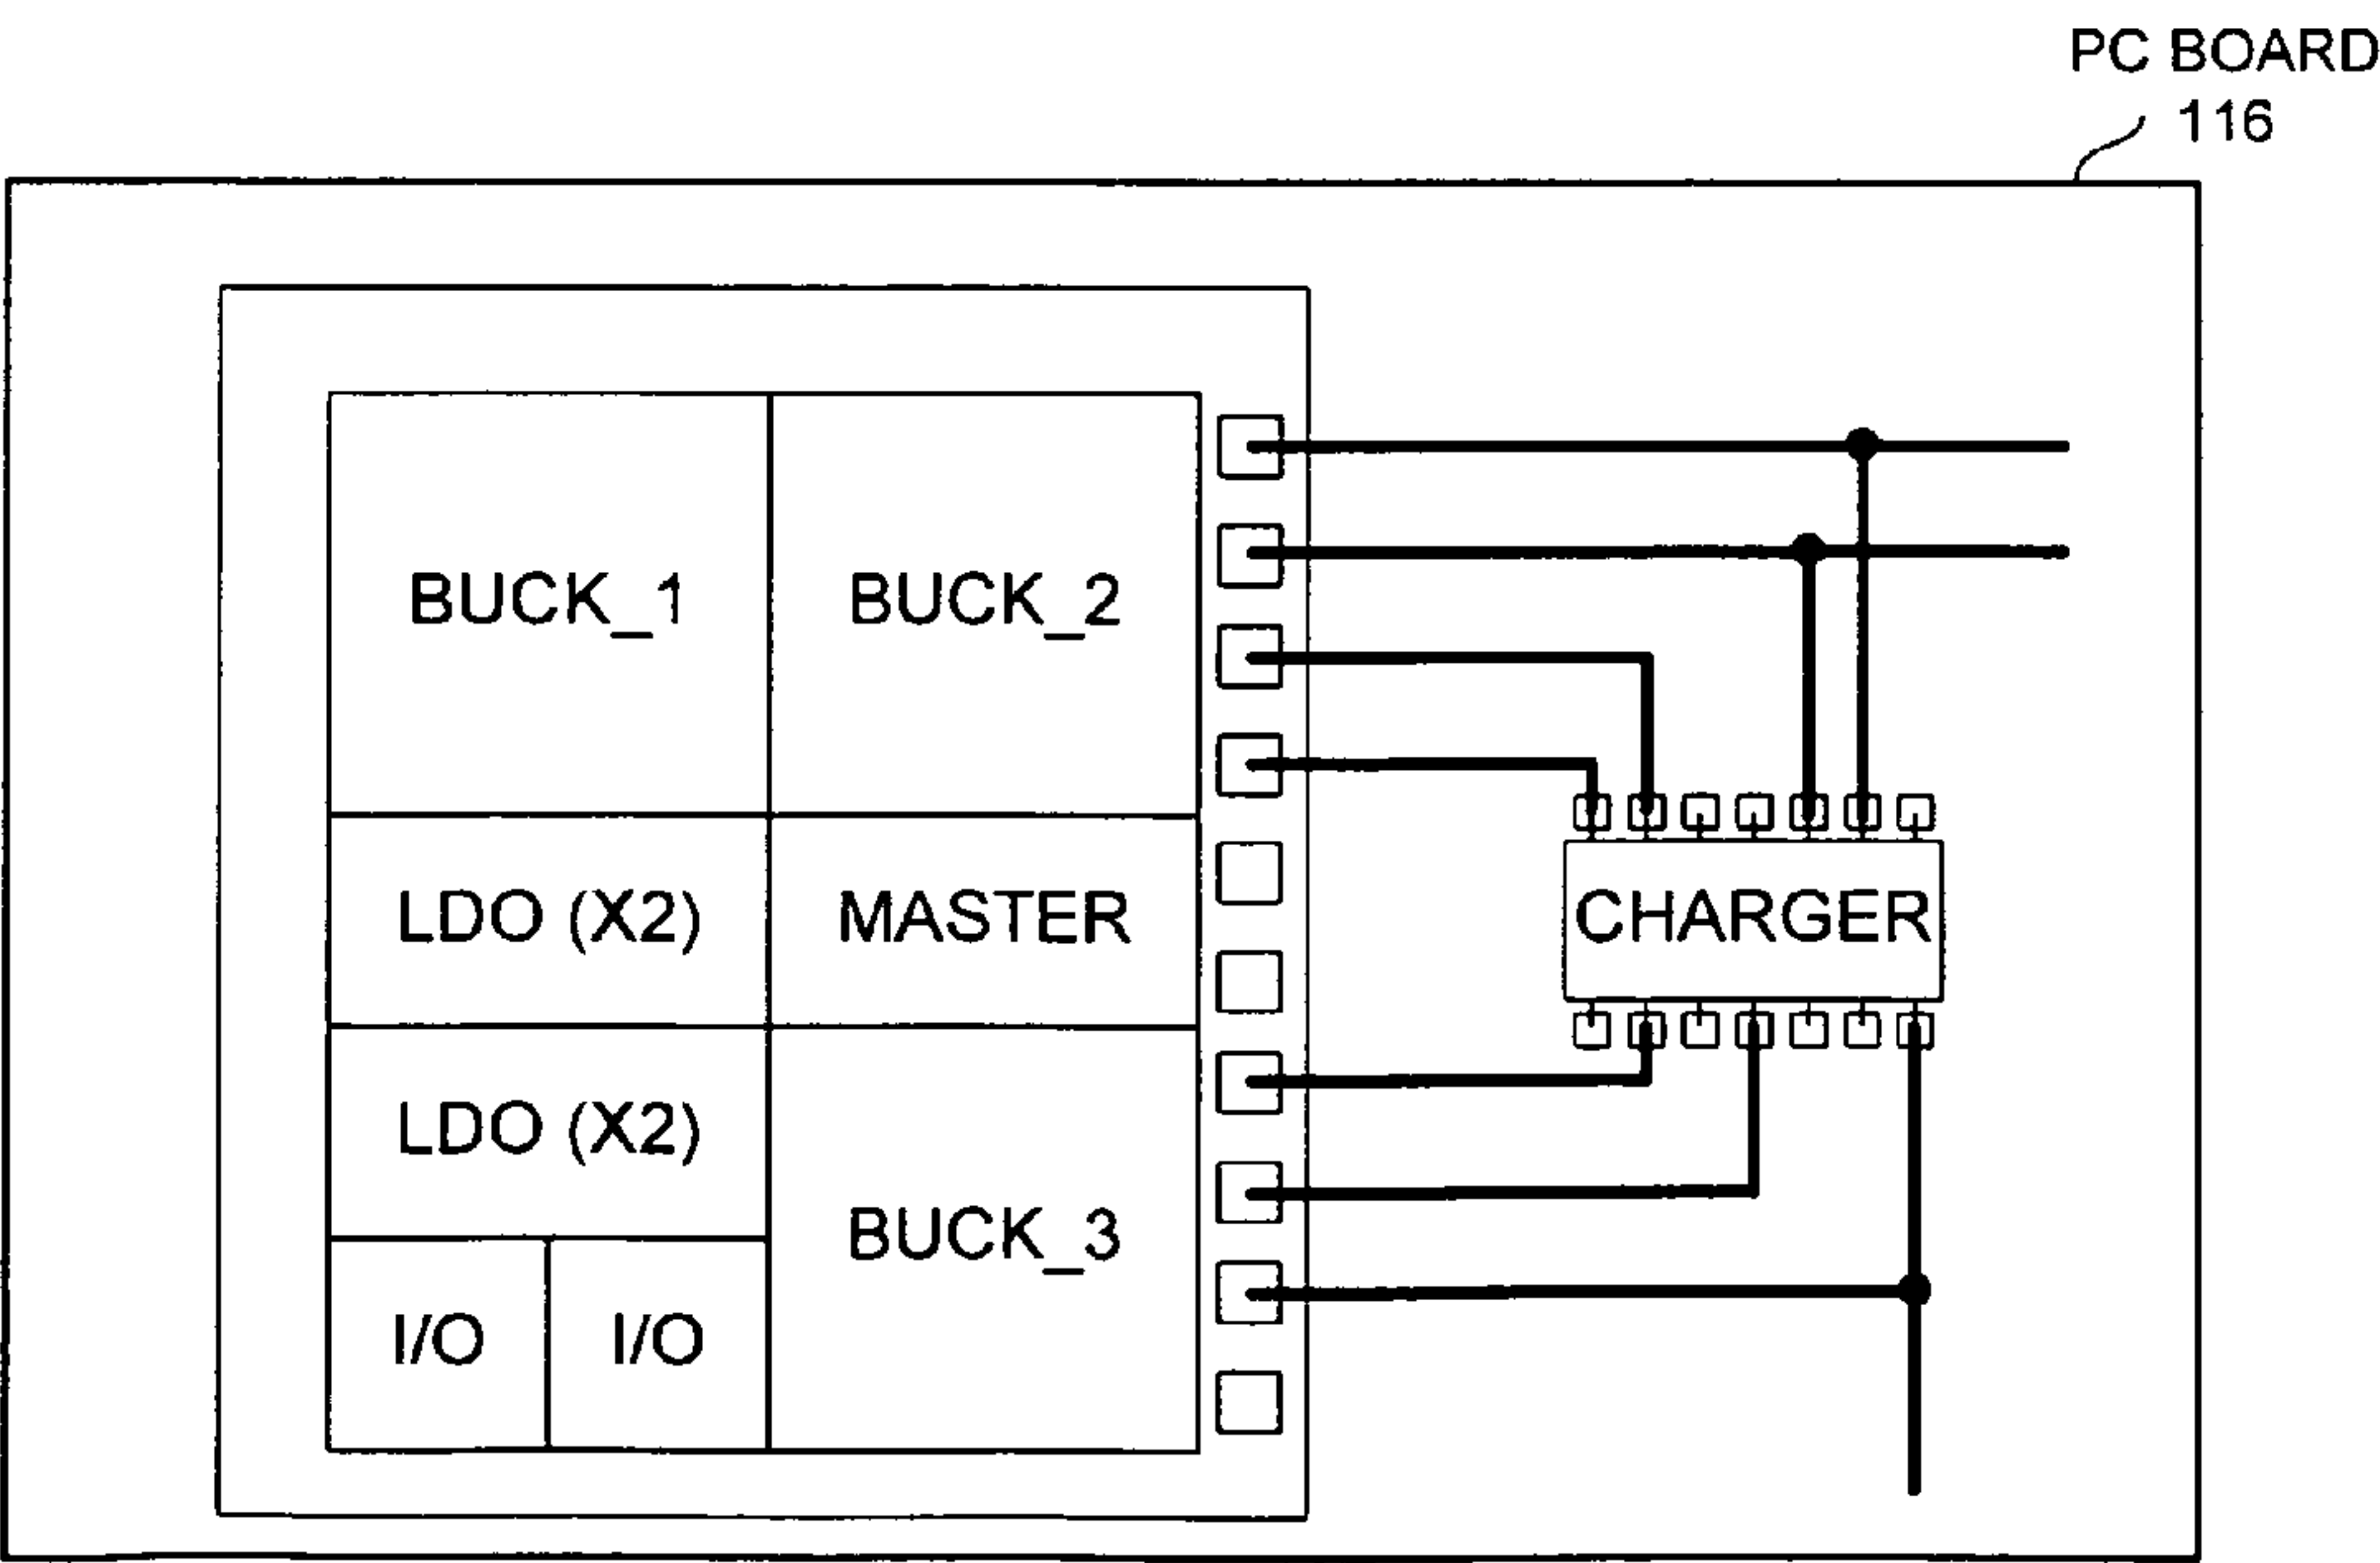 PC BOARD
116
BUCK_1
BUCK_2
LDO (X2)
MASTER
CHARGER
LDO (X2)
BUCK_3
I/O
I/O